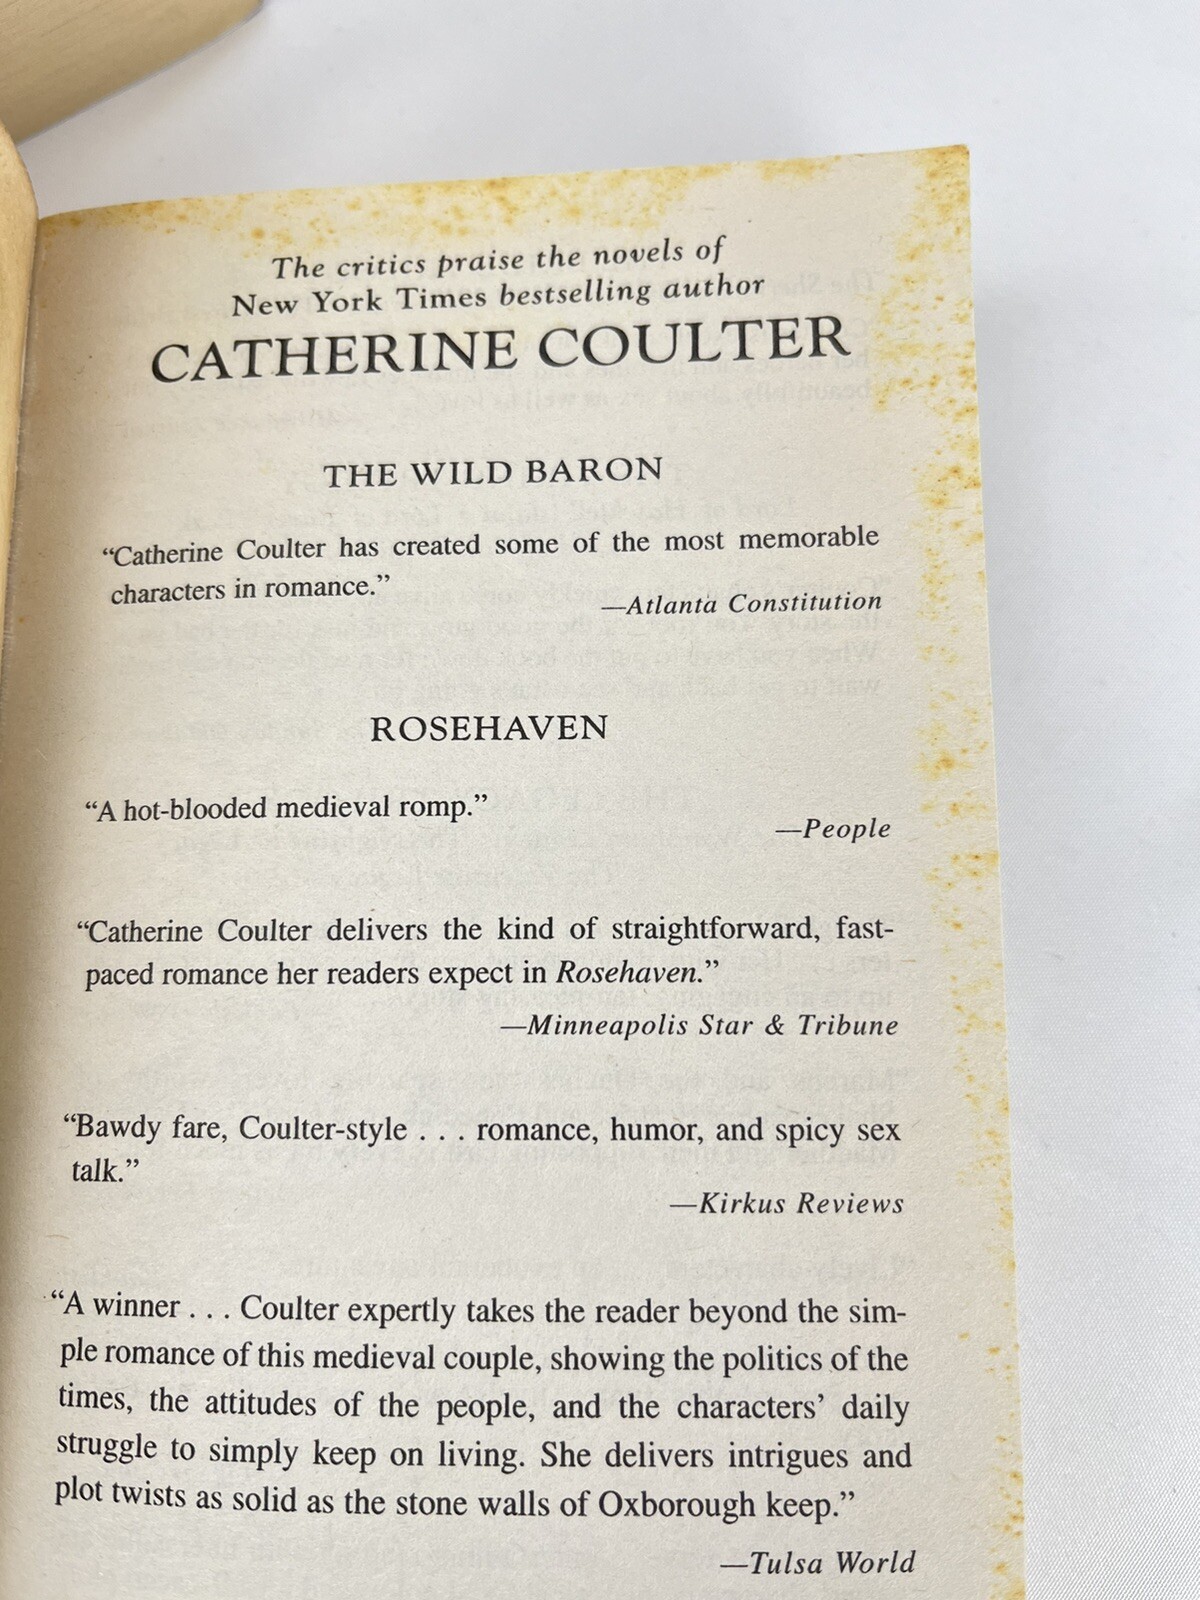 The critics praise the novels of
New York Times bestselling author
CATHERINE COULTER
THE WILD BARON
“Catherine Coulter has created some of the most memorable
characters in romance.”
—Atlanta Constitution
ROSEHAVEN
“A hot-blooded medieval romp.”
—People
“Catherine Coulter delivers the kind of straightforward, fast-
paced romance her readers expect in Rosehaven.”
—Minneapolis Star & Tribune
“Bawdy fare, Coulter-style . . . romance, humor, and spicy sex
talk.”
—Kirkus Reviews
“A winner . . . Coulter expertly takes the reader beyond the sim-
ple romance of this medieval couple, showing the politics of the
times, the attitudes of the people, and the characters’ daily
struggle to simply keep on living. She delivers intrigues and
plot twists as solid as the stone walls of Oxborough keep.”
—Tulsa World